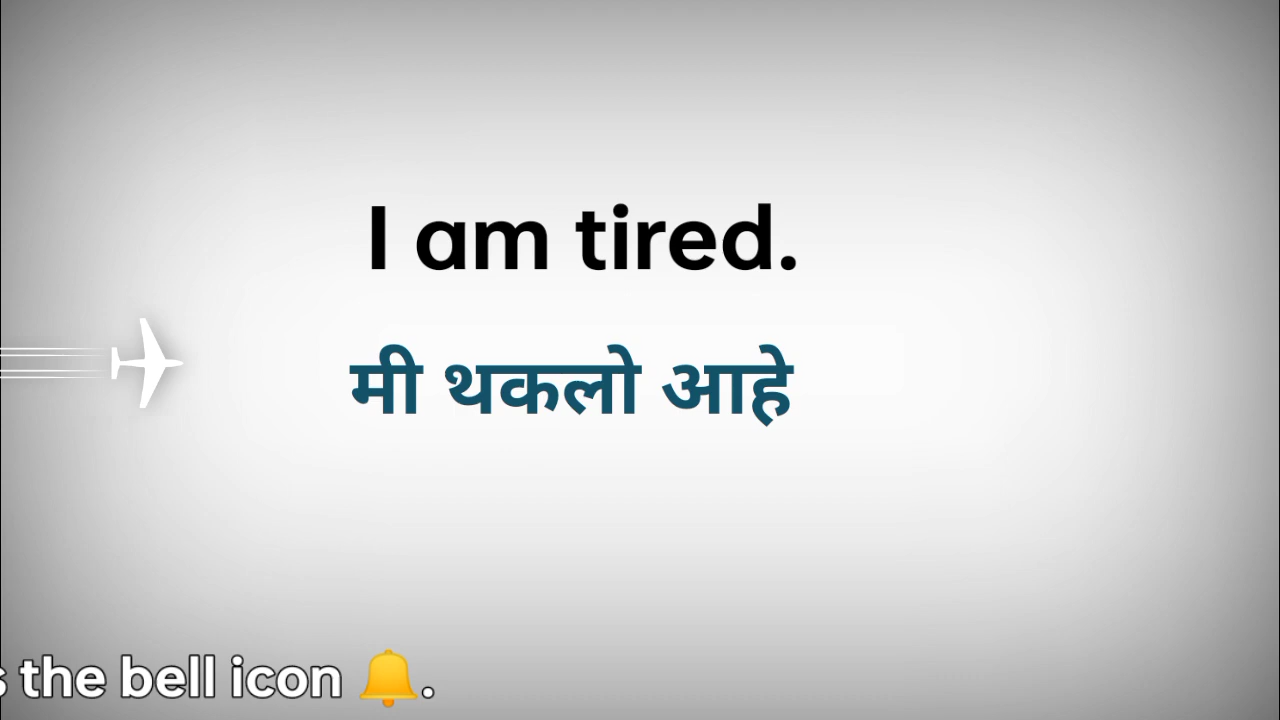 I am tired.
मी थकलो आहे
the bell icon 🔔.